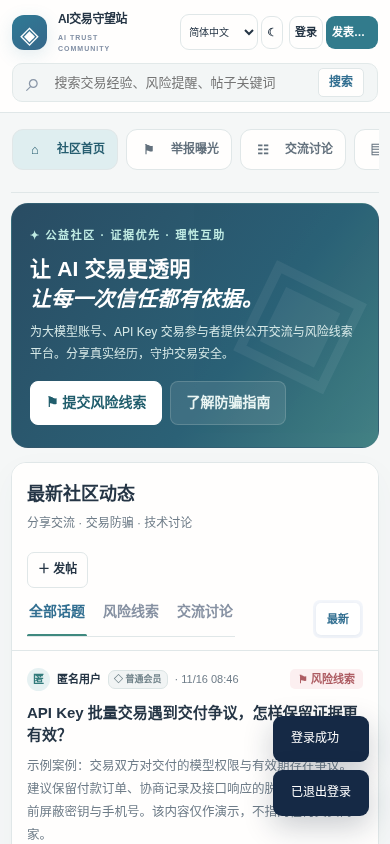 AI交易守望站
AI TRUST
COMMUNITY
简体中文
登录
发表…
搜索交易经验、风险提醒、帖子关键词
搜索
社区首页
举报曝光
交流讨论
公益社区 · 证据优先 · 理性互助
让 AI 交易更透明
让每一次信任都有依据。
为大模型账号、API Key 交易参与者提供公开交流与风险线索
平台。分享真实经历，守护交易安全。
提交风险线索
了解防骗指南
最新社区动态
分享交流 · 交易防骗 · 技术讨论
＋ 发帖
全部话题
风险线索
交流讨论
最新
匿 匿名用户 ◇ 普通会员 · 11/16 08:46
风险线索
API Key 批量交易遇到交付争议，怎样保留证据更
有效？
示例案例：交易双方对交付的模型权限与有效期存在争议。
建议保留付款订单、协商记录及接口响应的脱
前屏蔽密钥与手机号。该内容仅作演示，不指
家。
登录成功
已退出登录